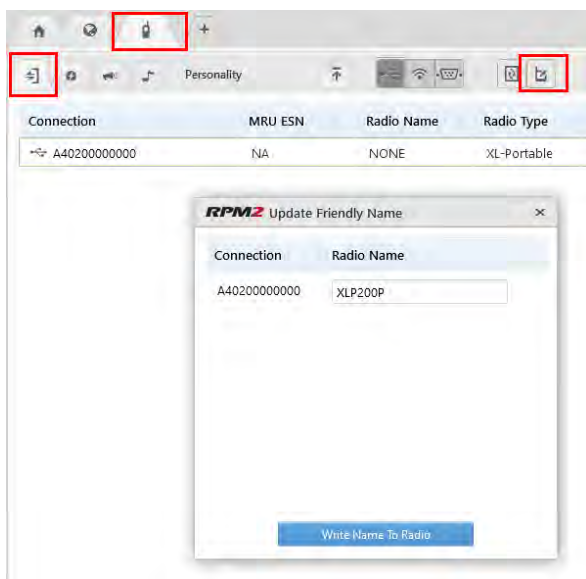 Personality
Connection MRU ESN Radio Name Radio Type
A40200000000 NA NONE XL-Portable
RPM2 Update Friendly Name
Connection Radio Name
A40200000000 XLP200P
Write Name To Radio